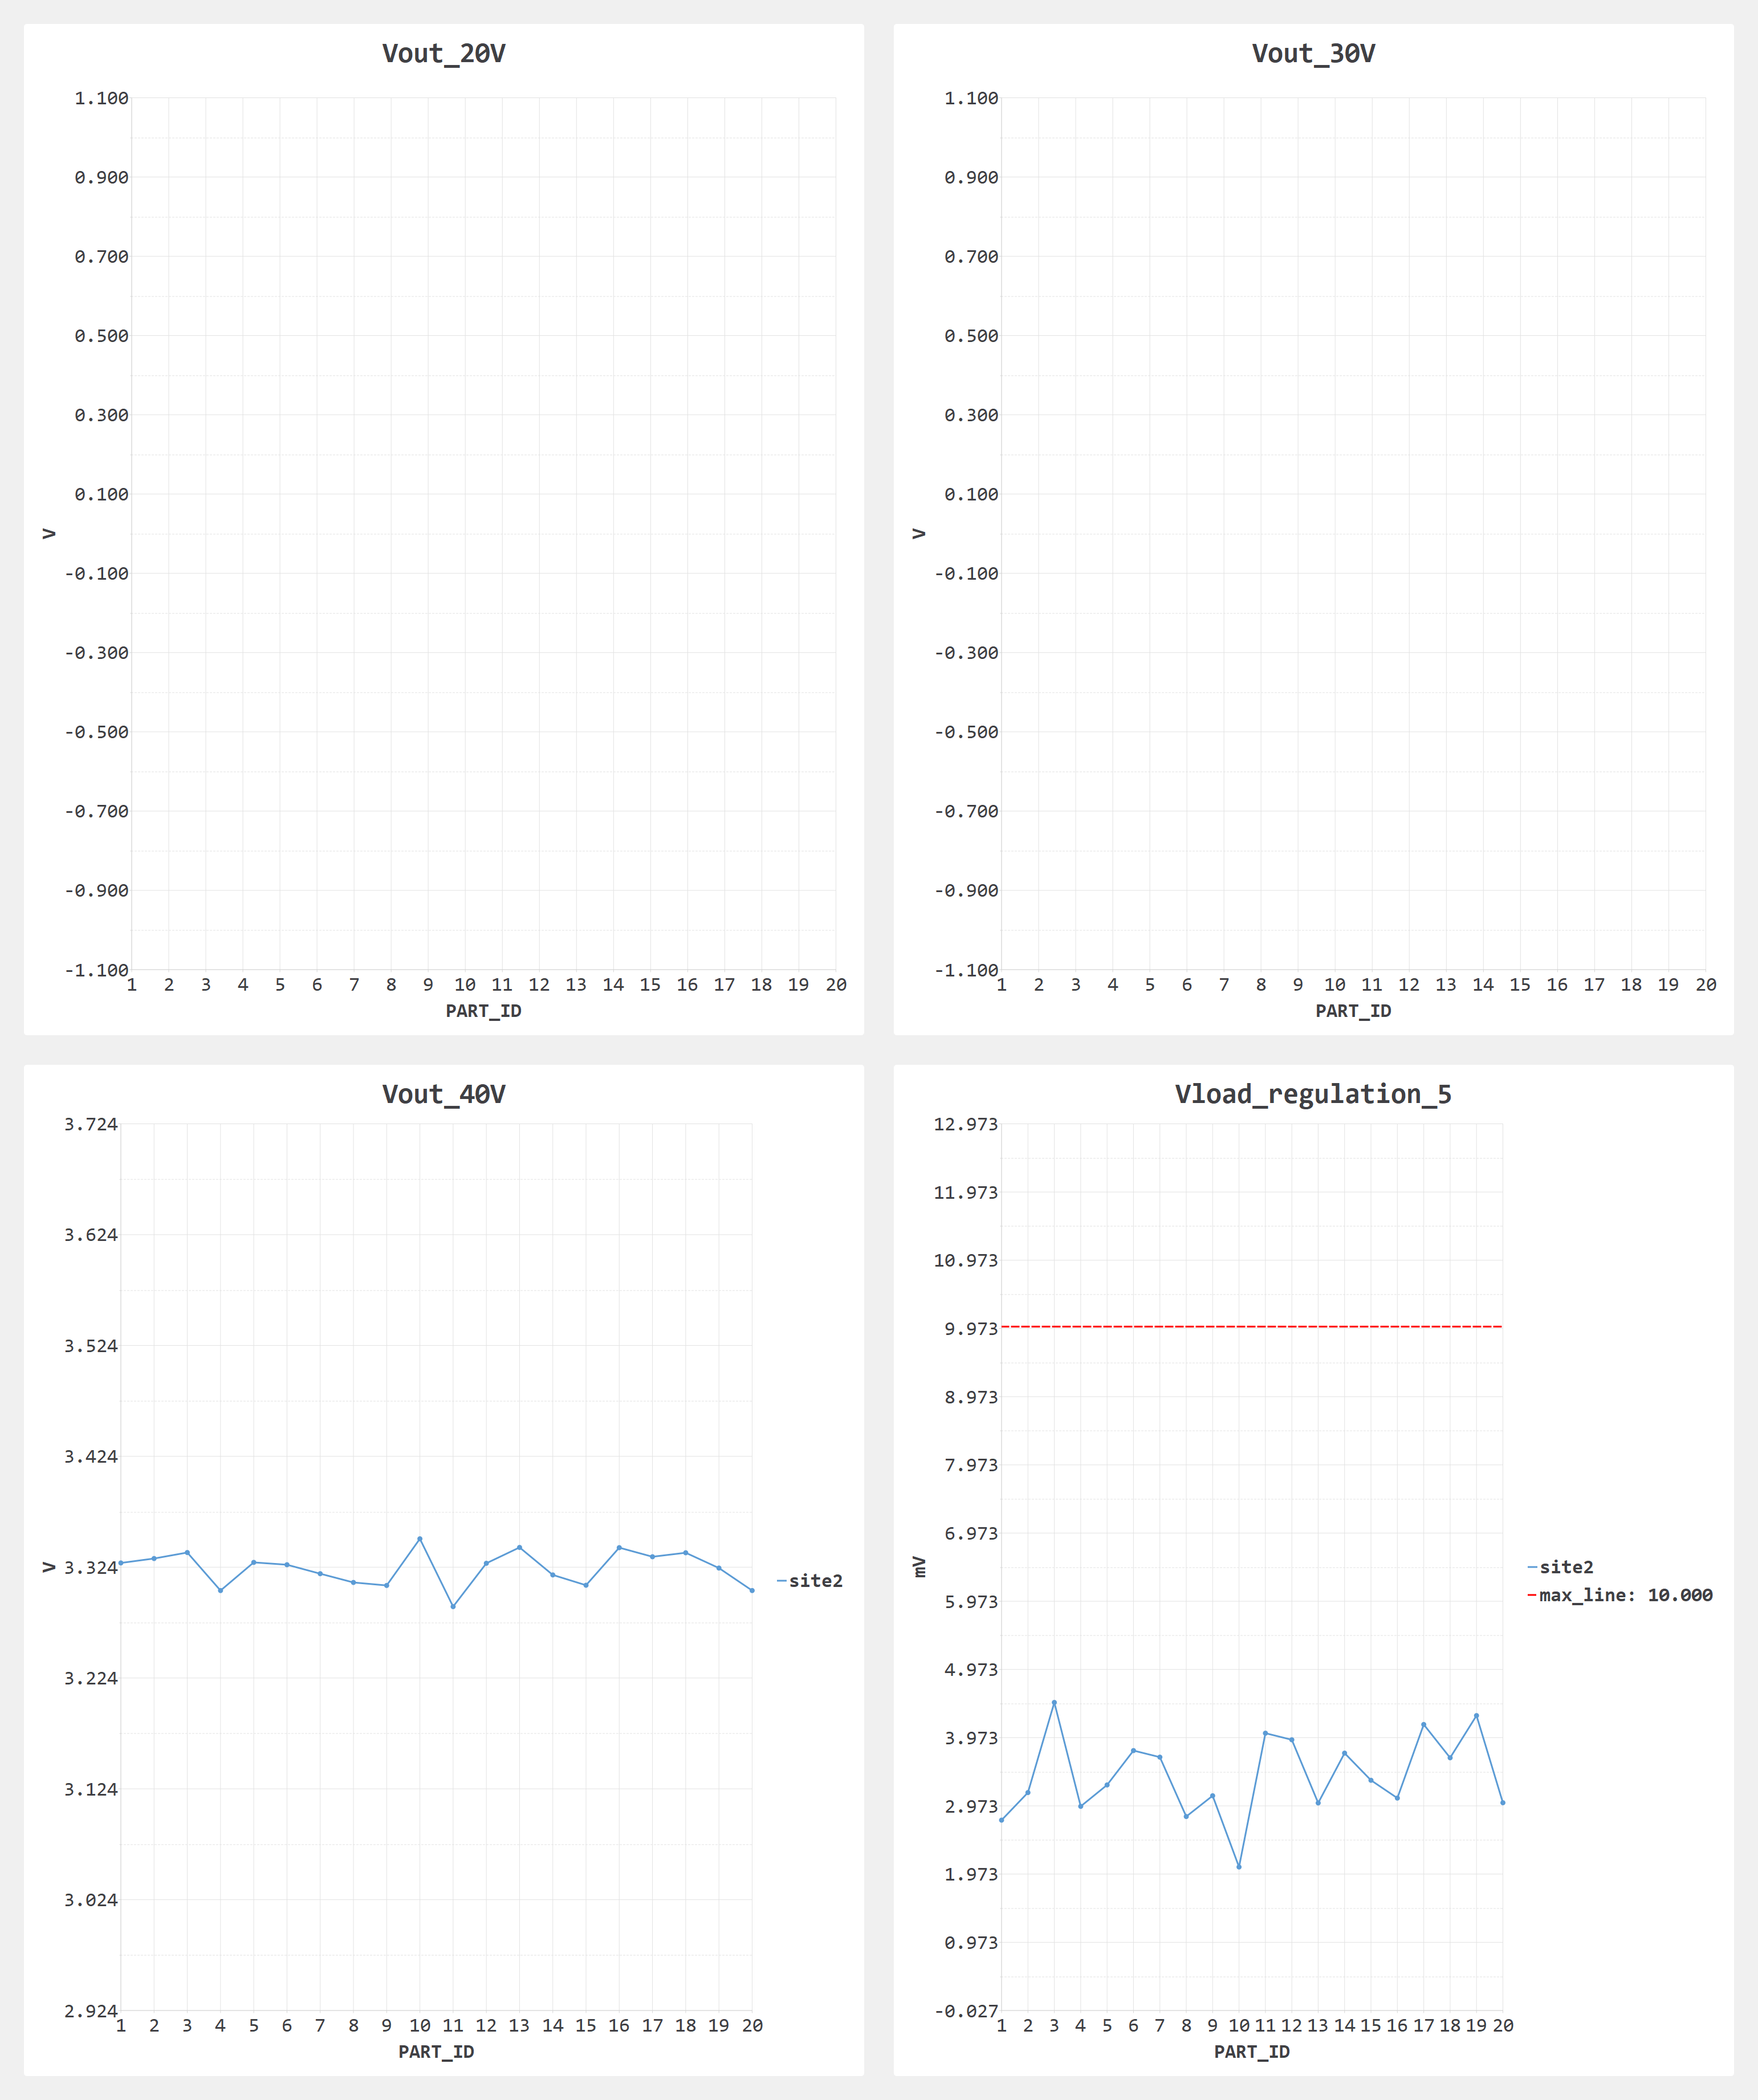 Vout_20V
1.100
0.900
0.700
0.500
0.300
0.100
-0.100
-0.300
-0.500
-0.700
-0.900
-1.100
V
1 2 3 4 5 6 7 8 9 10 11 12 13 14 15 16 17 18 19 20
PART_ID
Vout_30V
1.100
0.900
0.700
0.500
0.300
0.100
-0.100
-0.300
-0.500
-0.700
-0.900
-1.100
V
1 2 3 4 5 6 7 8 9 10 11 12 13 14 15 16 17 18 19 20
PART_ID
Vout_40V
3.724
3.624
3.524
3.424
3.324
3.224
3.124
3.024
2.924
V
1 2 3 4 5 6 7 8 9 10 11 12 13 14 15 16 17 18 19 20
PART_ID
site2
Vload_regulation_5
12.973
11.973
10.973
9.973
8.973
7.973
6.973
5.973
4.973
3.973
2.973
1.973
0.973
-0.027
mV
1 2 3 4 5 6 7 8 9 10 11 12 13 14 15 16 17 18 19 20
PART_ID
site2
max_line: 10.000